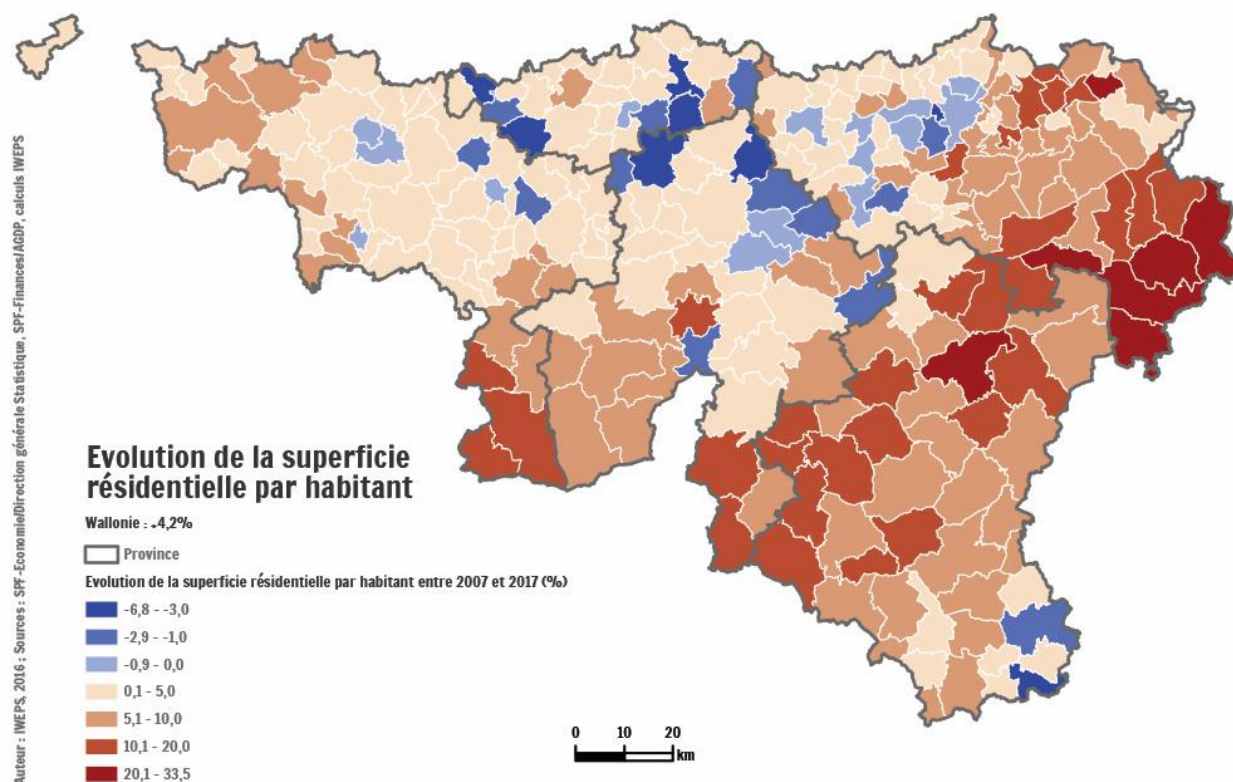 Evolution de la superficie
résidentielle par habitant
Wallonie : +4,2%
Province
Evolution de la superficie résidentielle par habitant entre 2007 et 2017 (%)
-6,8 - -3,0
-2,9 - -1,0
-0,9 - 0,0
0,1 - 5,0
5,1 - 10,0
10,1 - 20,0
20,1 - 33,5
0 10 20
km
Auteur : IWEPS, 2016 ; Sources : SPF-Economie/Direction générale Statistique, SPF-Finances/AGDP, calculs IWEPS